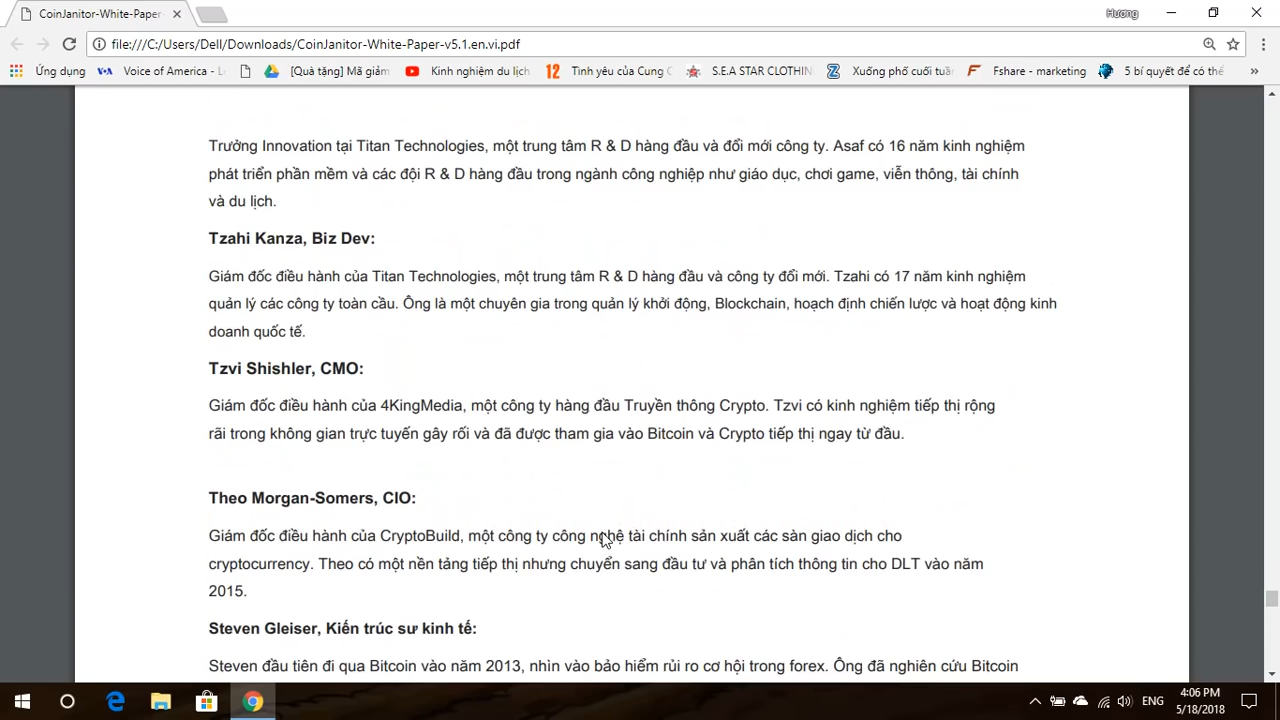 CoinJanitor-White-Paper-
Hương
file:///C:/Users/Dell/Downloads/CoinJanitor-White-Paper-v5.1.en.vi.pdf
Ứng dụng
VOA Voice of America - L
[Quà tặng] Mã giảm
Kinh nghiệm du lịch
12 Tinh yêu của Cung
S.E.A STAR CLOTHIN
Z Xuống phố cuối tuần
F Fshare - marketing
5 bí quyết để có thể
Trưởng Innovation tại Titan Technologies, một trung tâm R & D hàng đầu và đổi mới công ty. Asaf có 16 năm kinh nghiệm
phát triển phần mềm và các đội R & D hàng đầu trong ngành công nghiệp như giáo dục, chơi game, viễn thông, tài chính
và du lịch.
Tzahi Kanza, Biz Dev:
Giám đốc điều hành của Titan Technologies, một trung tâm R & D hàng đầu và công ty đổi mới. Tzahi có 17 năm kinh nghiệm
quản lý các công ty toàn cầu. Ông là một chuyên gia trong quản lý khởi động, Blockchain, hoạch định chiến lược và hoạt động kinh
doanh quốc tế.
Tzvi Shishler, CMO:
Giám đốc điều hành của 4KingMedia, một công ty hàng đầu Truyền thông Crypto. Tzvi có kinh nghiệm tiếp thị rộng
rãi trong không gian trực tuyến gây rối và đã được tham gia vào Bitcoin và Crypto tiếp thị ngay từ đầu.
Theo Morgan-Somers, CIO:
Giám đốc điều hành của CryptoBuild, một công ty công nghệ tài chính sản xuất các sàn giao dịch cho
cryptocurrency. Theo có một nền tảng tiếp thị nhưng chuyển sang đầu tư và phân tích thông tin cho DLT vào năm
2015.
Steven Gleiser, Kiến trúc sư kinh tế:
Steven đầu tiên đi qua Bitcoin vào năm 2013, nhìn vào bảo hiểm rủi ro cơ hội trong forex. Ông đã nghiên cứu Bitcoin
ENG
4:06 PM
5/18/2018